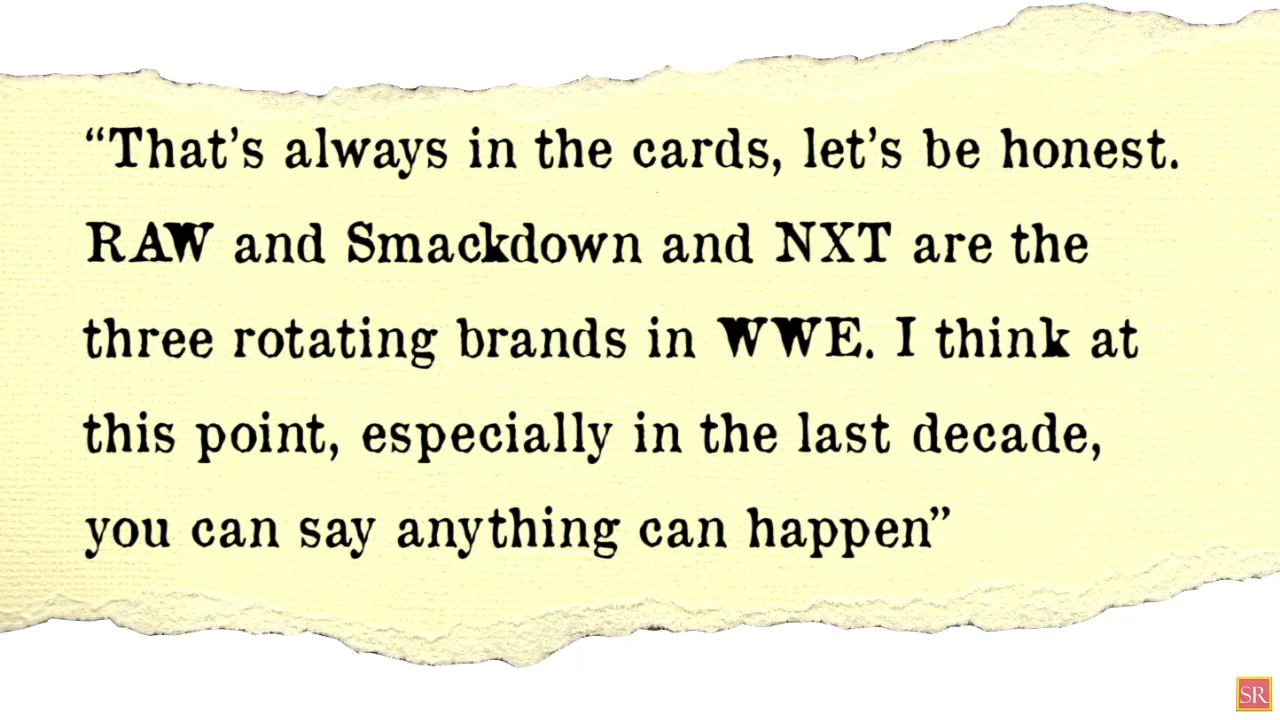 “That’s always in the cards, let’s be honest.
RAW and Smackdown and NXT are the
three rotating brands in WWE. I think at
this point, especially in the last decade,
you can say anything can happen”
SR